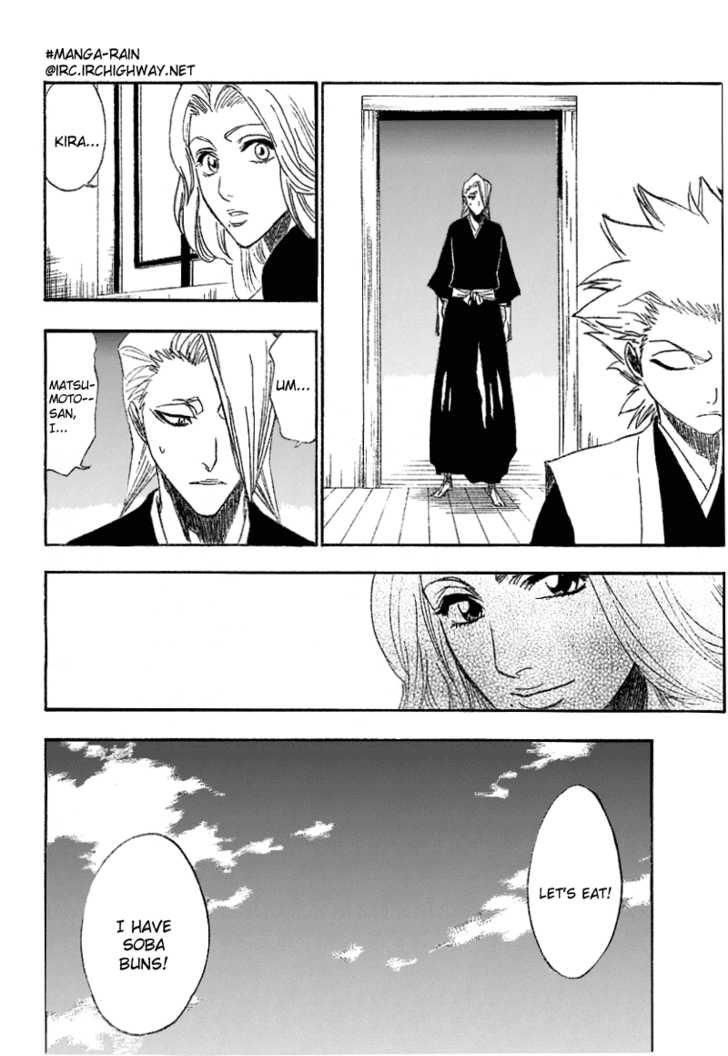 #MANGA-RAIN
@IRC.IRCHIGHWAY.NET
KIRA...
UM...
MATSU-
MOTO--
SAN,
I...
LET'S EAT!
I HAVE
SOBA
BUNS!